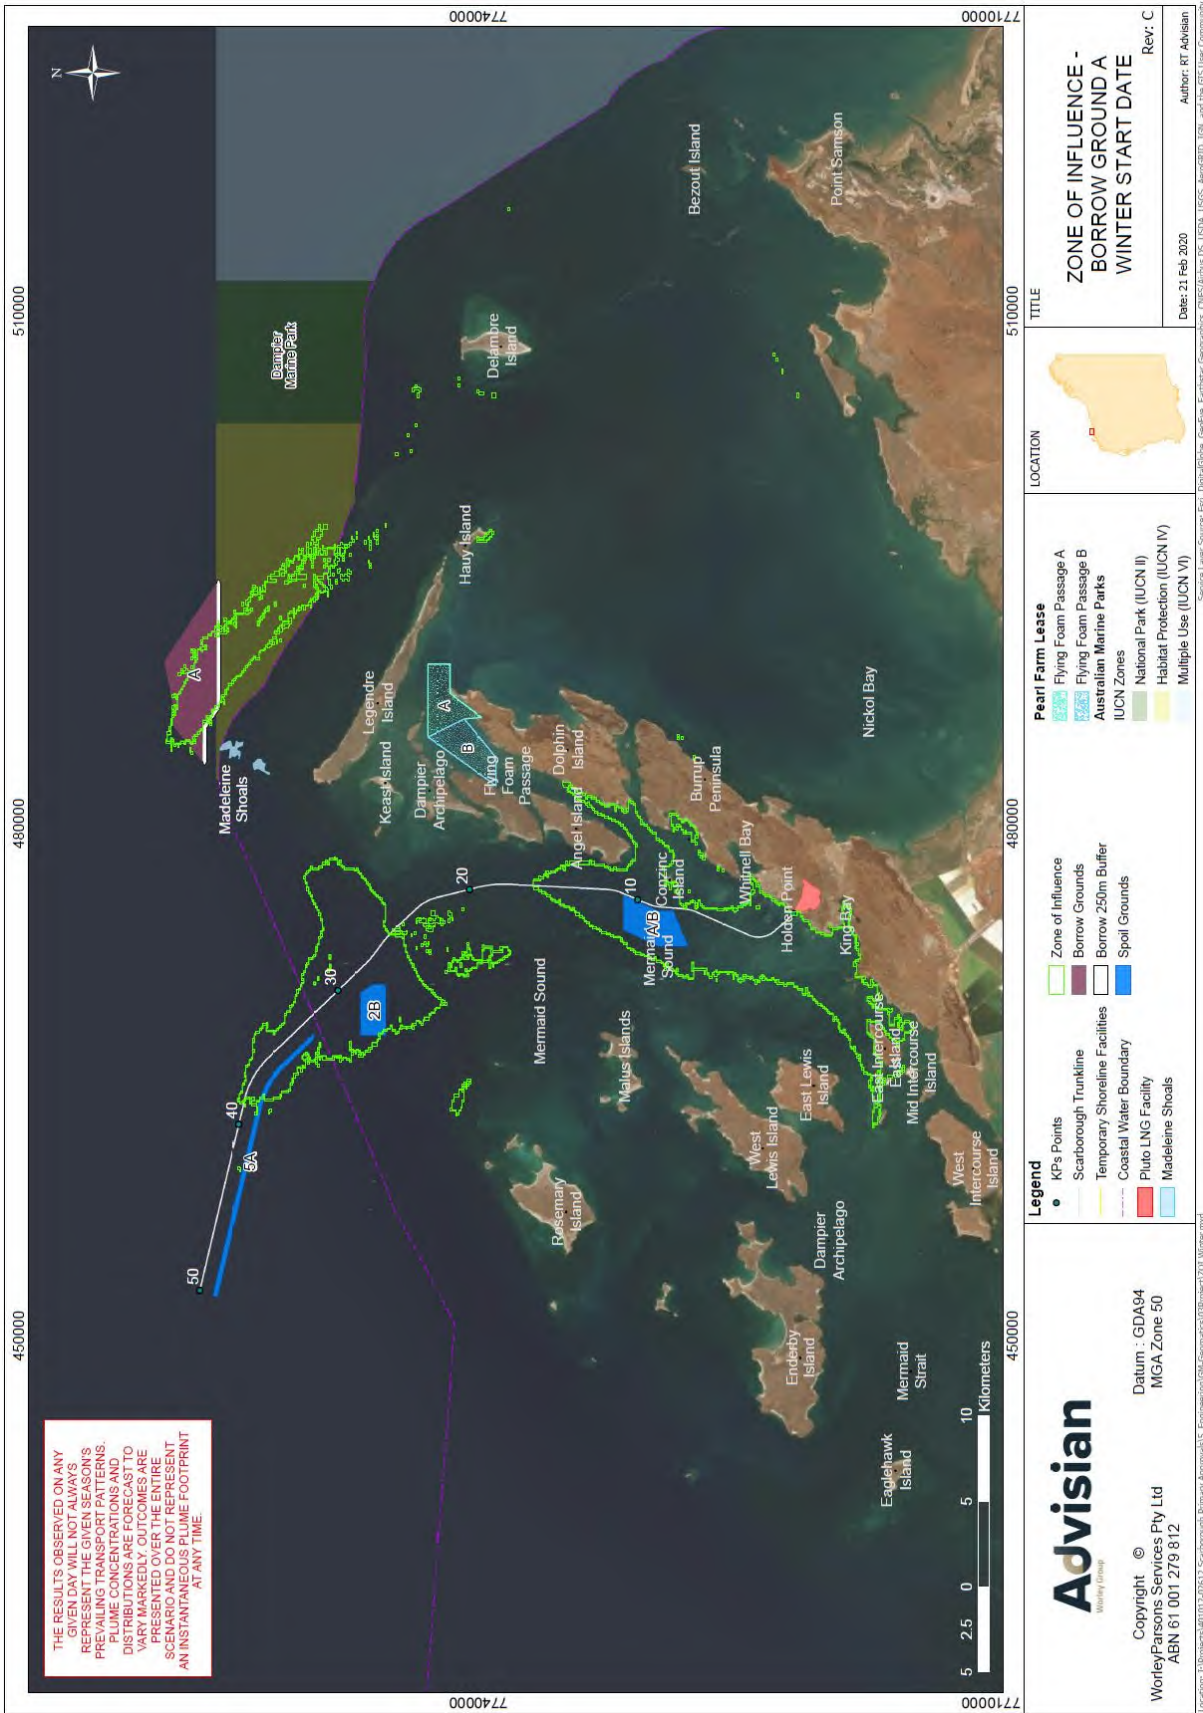 THE RESULTS OBSERVED ON ANY
GIVEN DAY WILL NOT ALWAYS
REPRESENT THE GIVEN SEASON'S
PREVAILING TRANSPORT PATTERNS.
PLUME CONCENTRATIONS AND
DISTRIBUTIONS ARE FORECAST TO
VARY MARKEDLY. OUTCOMES ARE
PRESENTED OVER THE ENTIRE
SCENARIO AND DO NOT REPRESENT
AN INSTANTANEOUS PLUME FOOTPRINT
AT ANY TIME.
450000
480000
510000
N
7740000
7710000
7740000
7710000
450000
480000
510000
50
40
30
20
10
5A
2B
A/B
A
A
B
Madeleine
Shoals
Dampier
Marine Park
Legendre
Island
Keast Island
Dampier
Archipelago
Flying
Foam
Passage
Hauy Island
Delambre
Island
Bezout Island
Point Samson
Dolphin
Island
Angel Island
Burrup
Peninsula
Conzinc
Island
Whitnell Bay
Holden Point
King Bay
Nickol Bay
Mermaid
Sound
Mermaid Sound
Malus Islands
Rosemary
Island
West
Lewis Island
East Lewis
Island
East Intercourse
Island
East
Mid Intercourse
Island
West
Intercourse
Island
Dampier
Archipelago
Enderby
Island
Mermaid
Strait
Eaglehawk
Island
5
2.5
0
5
10
Kilometers
Advisian
Worley Group
Copyright ©
WorleyParsons Services Pty Ltd
ABN 61 001 279 812
Datum : GDA94
MGA Zone 50
Legend
KPs Points
Scarborough Trunkline
Temporary Shoreline Facilities
Coastal Water Boundary
Pluto LNG Facility
Madeleine Shoals
Zone of Influence
Borrow Grounds
Borrow 250m Buffer
Spoil Grounds
Pearl Farm Lease
Flying Foam Passage A
Flying Foam Passage B
Australian Marine Parks
IUCN Zones
National Park (IUCN II)
Habitat Protection (IUCN IV)
Multiple Use (IUCN VI)
LOCATION
TITLE
ZONE OF INFLUENCE -
BORROW GROUND A
WINTER START DATE
Rev: C
Date: 21 Feb 2020
Author: RT Advisian